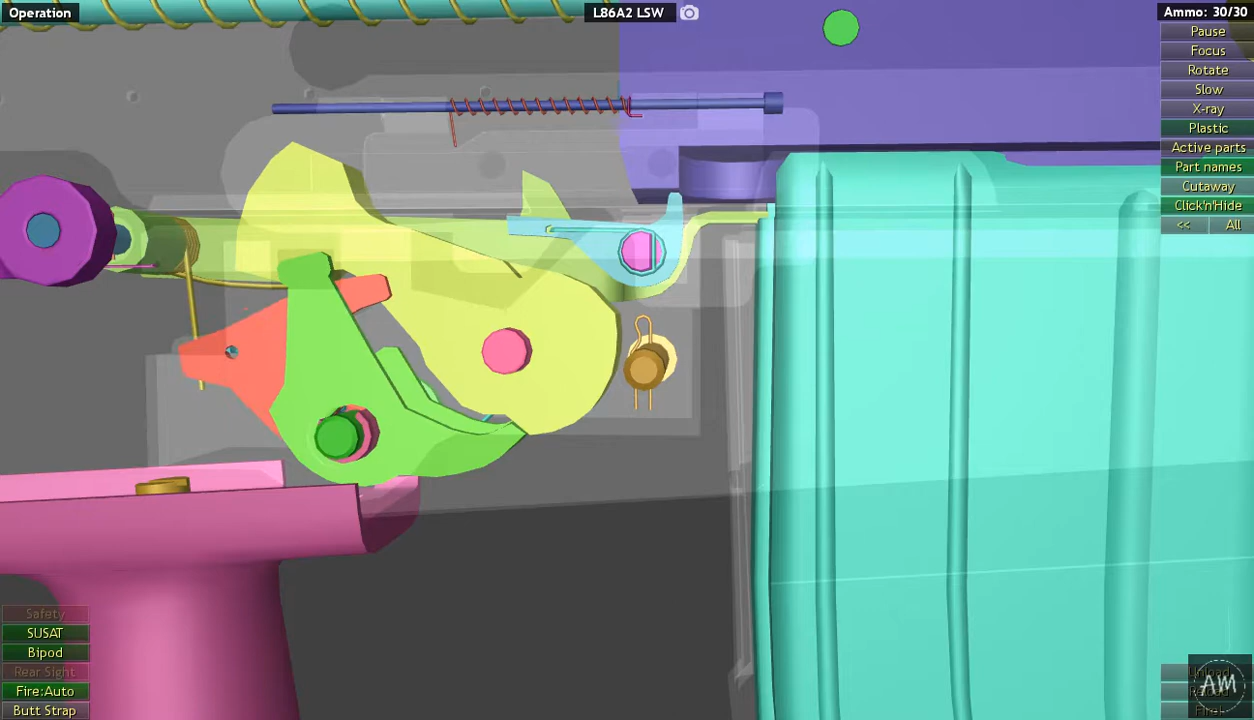 Operation
L86A2 LSW
Ammo: 30/30
Pause
Focus
Rotate
Slow
X-ray
Plastic
Active parts
Part names
Cutaway
Click'n'Hide
<< All
Safety
SUSAT
Bipod
Rear Sight
Fire:Auto
Butt Strap
AW